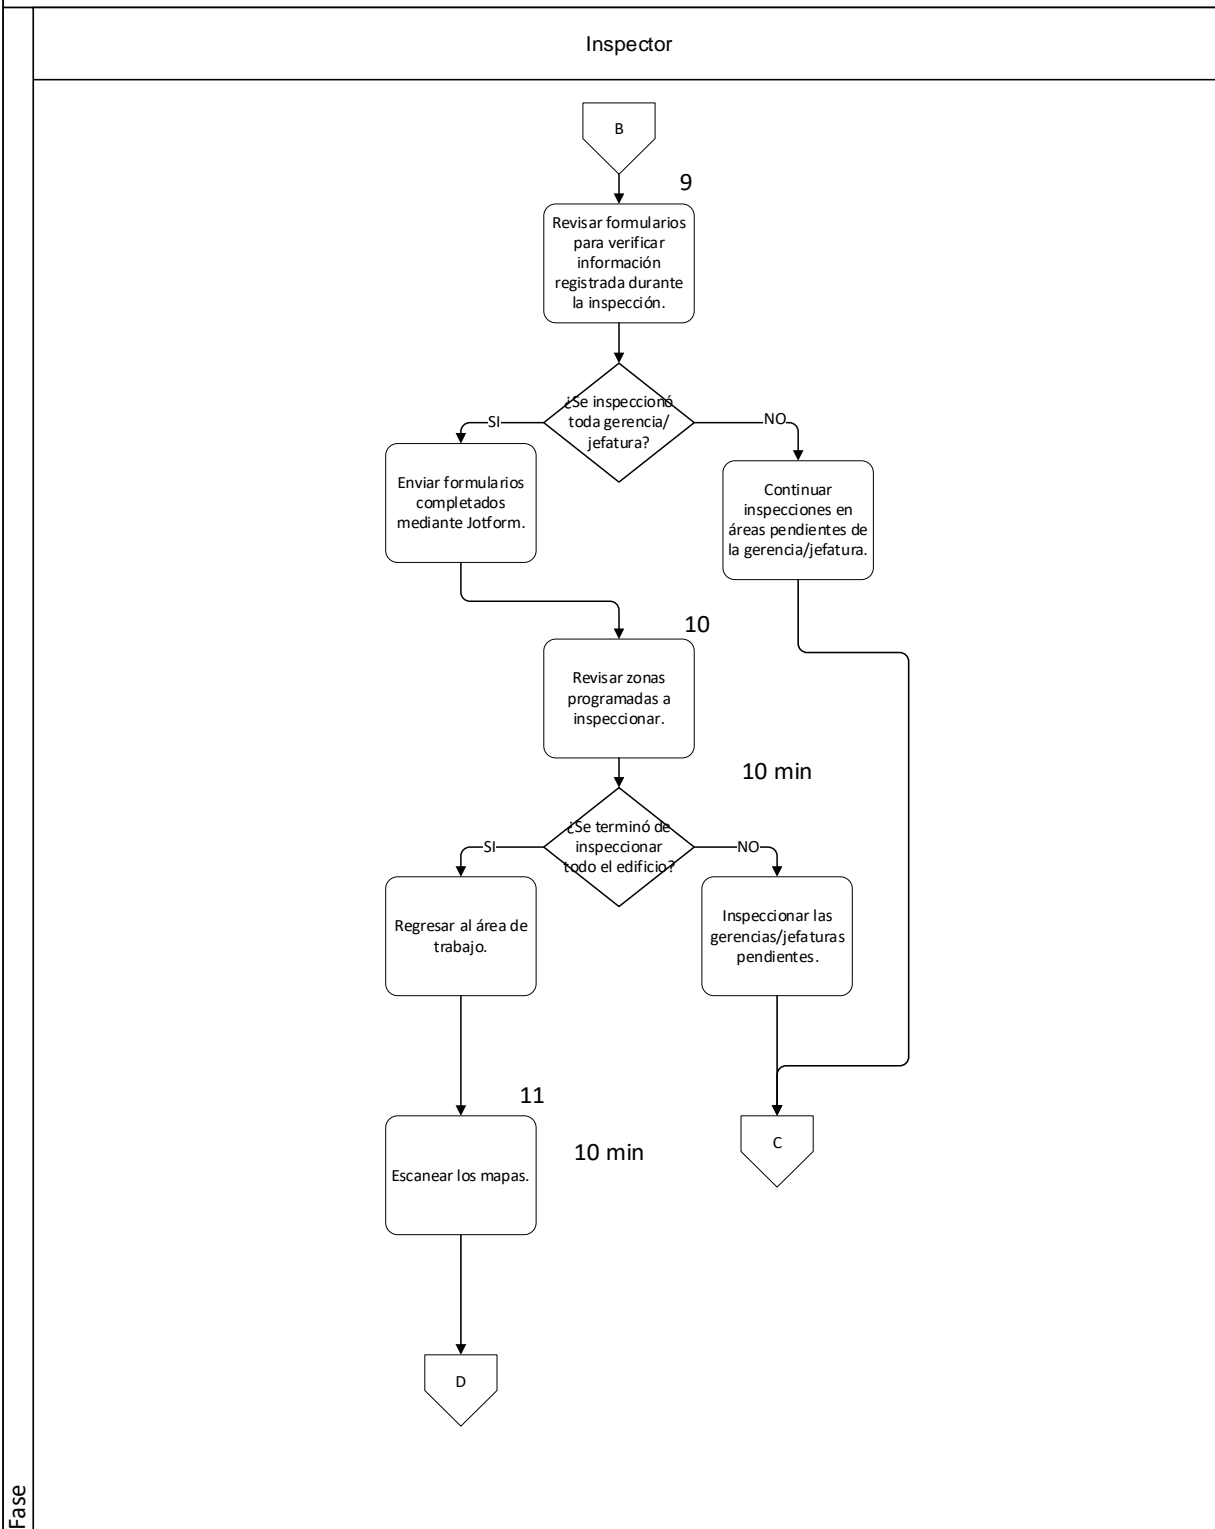 Inspector
B
9
Revisar formularios
para verificar
información
registrada durante
la inspección.
¿Se inspeccionó
toda gerencia/
jefatura?
SI
NO
Enviar formularios
completados
mediante Jotform.
Continuar
inspecciones en
áreas pendientes de
la gerencia/jefatura.
10
Revisar zonas
programadas a
inspeccionar.
10 min
¿Se terminó de
inspeccionar
todo el edificio?
SI
NO
Regresar al área de
trabajo.
Inspeccionar las
gerencias/jefaturas
pendientes.
11
Escanear los mapas.
10 min
C
D
Fase